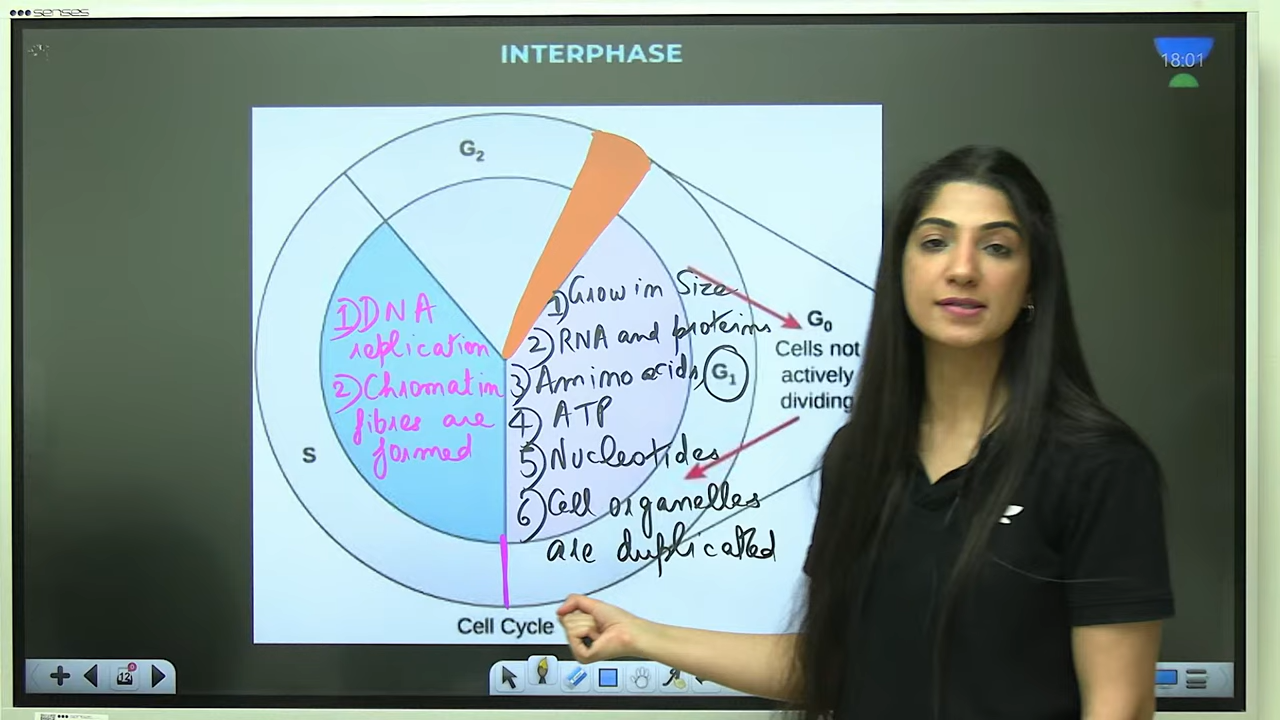 senses
INTERPHASE
18:01
G2
1)DNA
replication
2)Chromatin
fibres are
formed
S
1)Grow in Size
2) RNA and proteins
3)Amino acids,
4) ATP
5)Nucleotides
6)Cell organelles
are duplicated
G1
G0
Cells not
actively
dividing
Cell Cycle
12